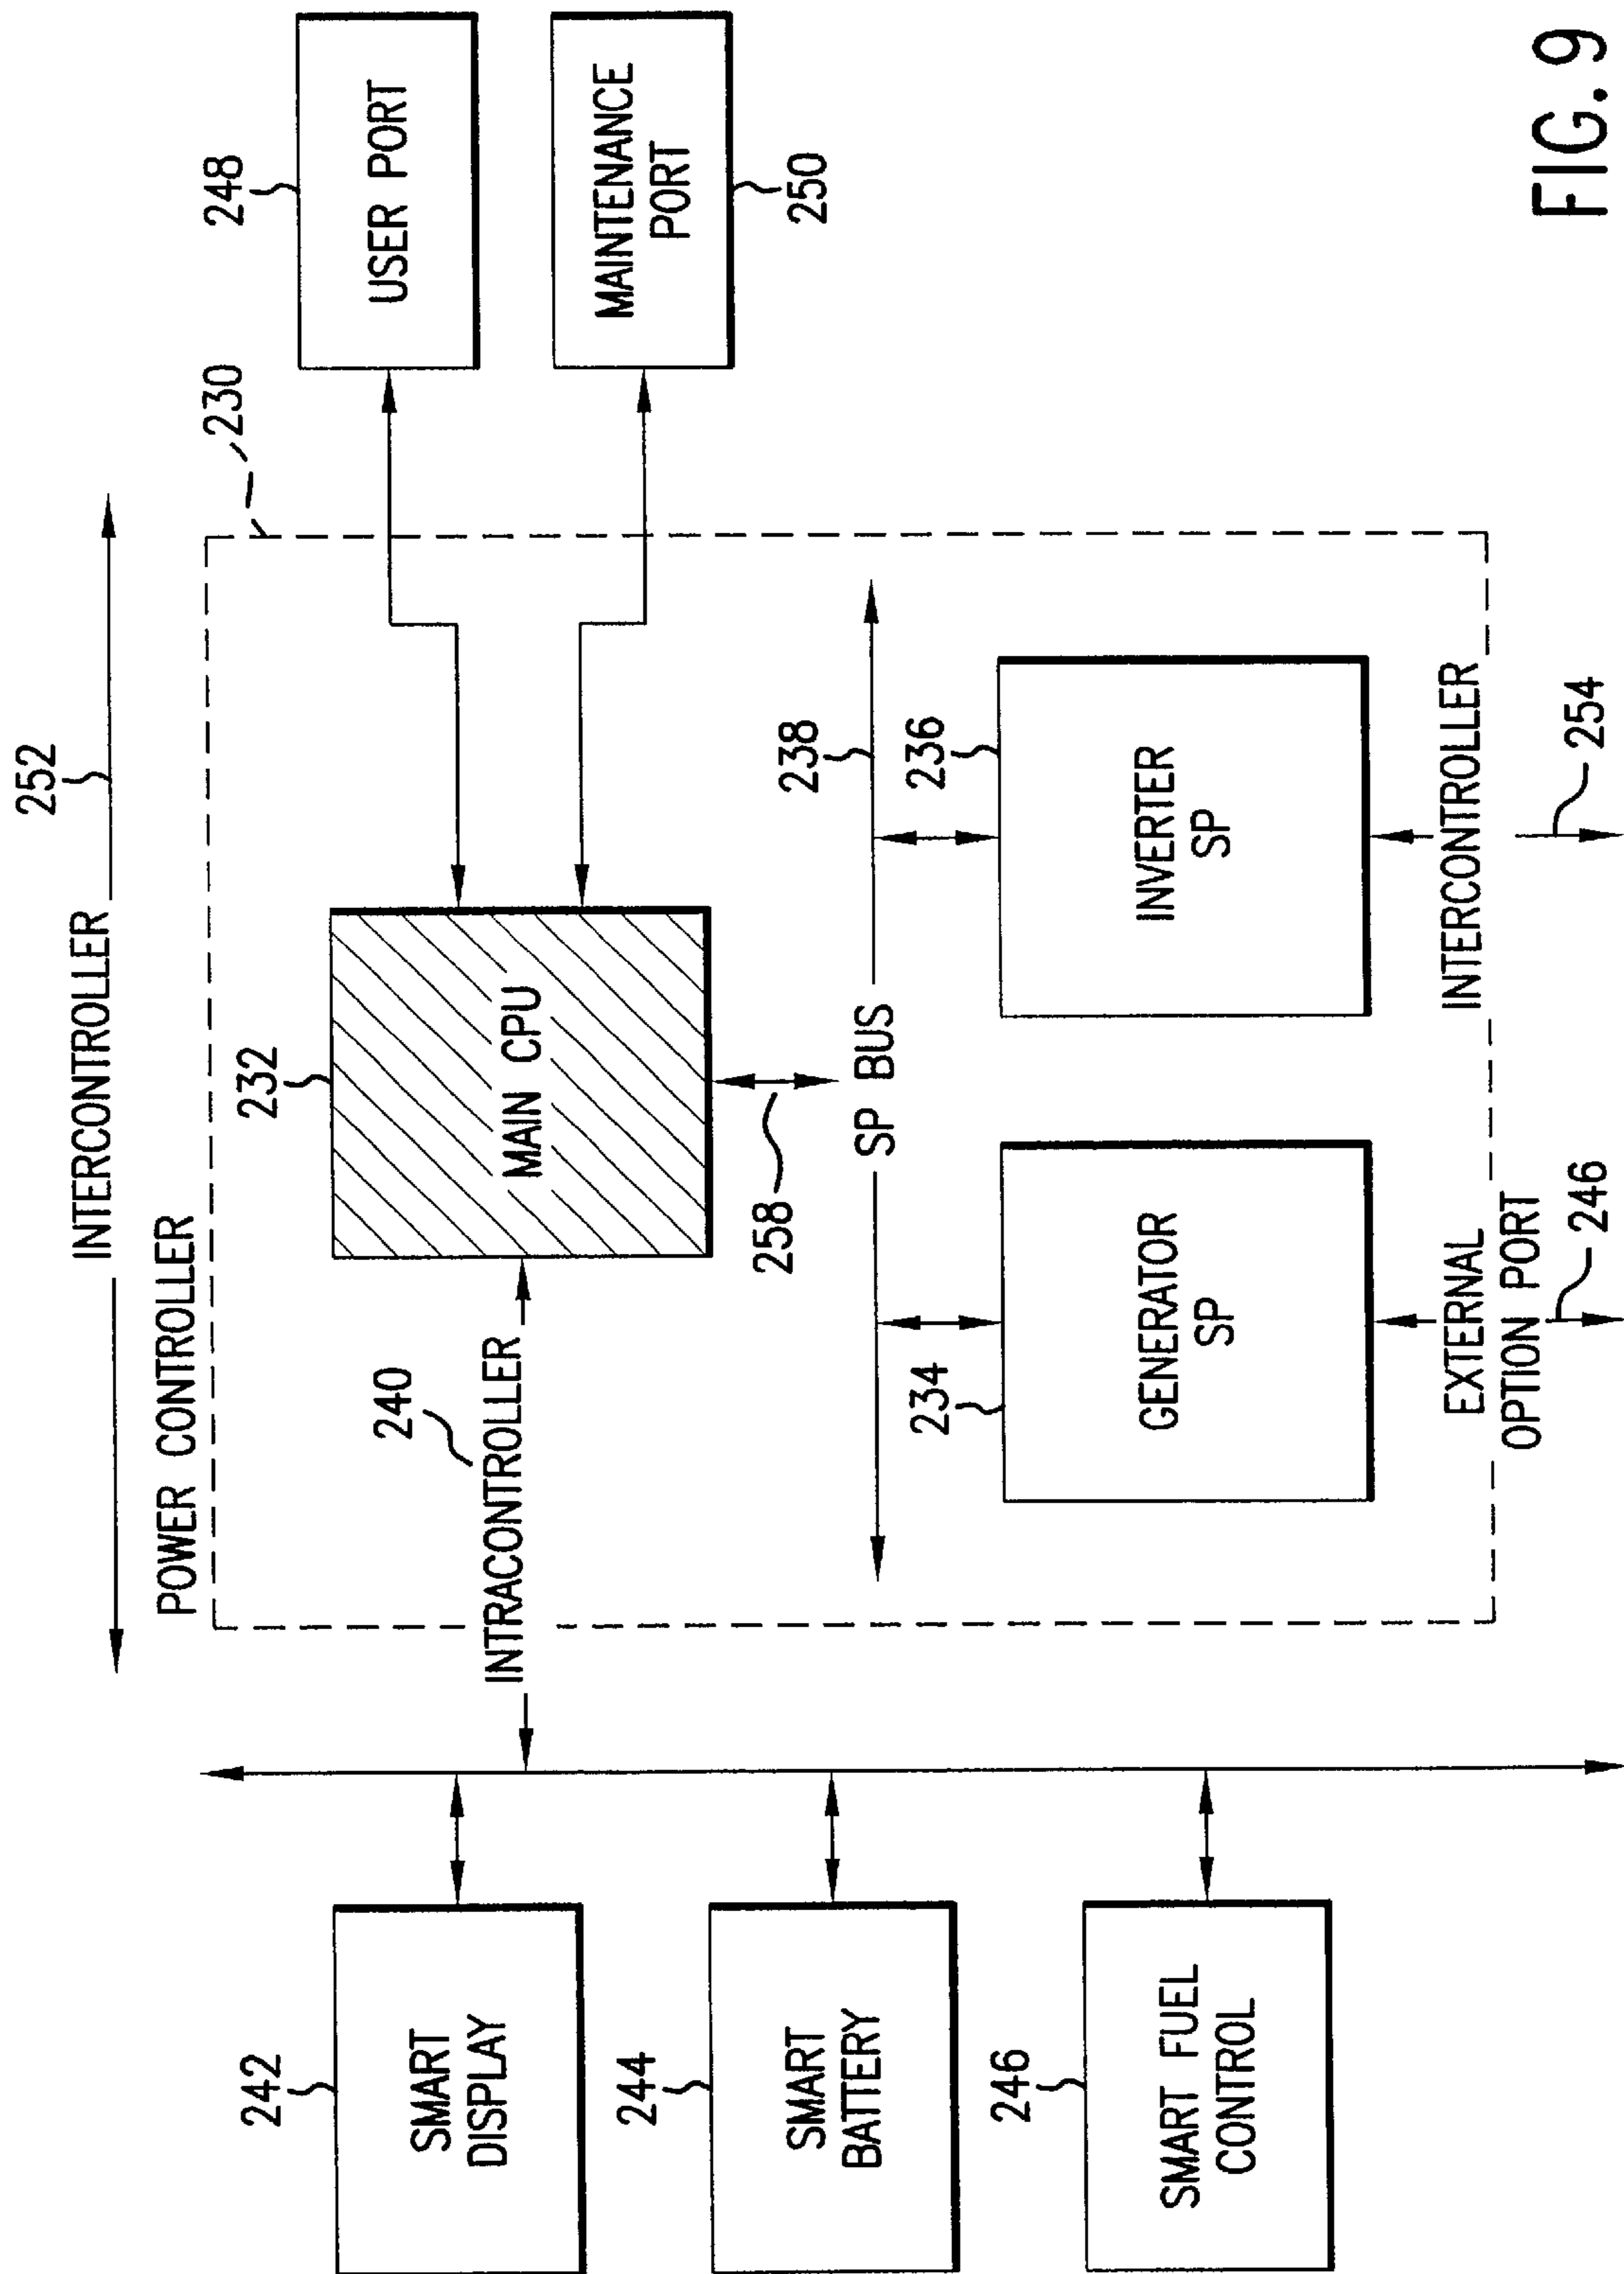 252
INTERCONTROLLER
POWER CONTROLLER
230
248
USER PORT
250
MAINTENANCE
PORT
232
MAIN CPU
240
INTRACONTROLLER
258
SP BUS
238
242
SMART
DISPLAY
244
SMART
BATTERY
246
SMART FUEL
CONTROL
234
GENERATOR
SP
236
INVERTER
SP
EXTERNAL
OPTION PORT
246
INTERCONTROLLER
254
FIG. 9